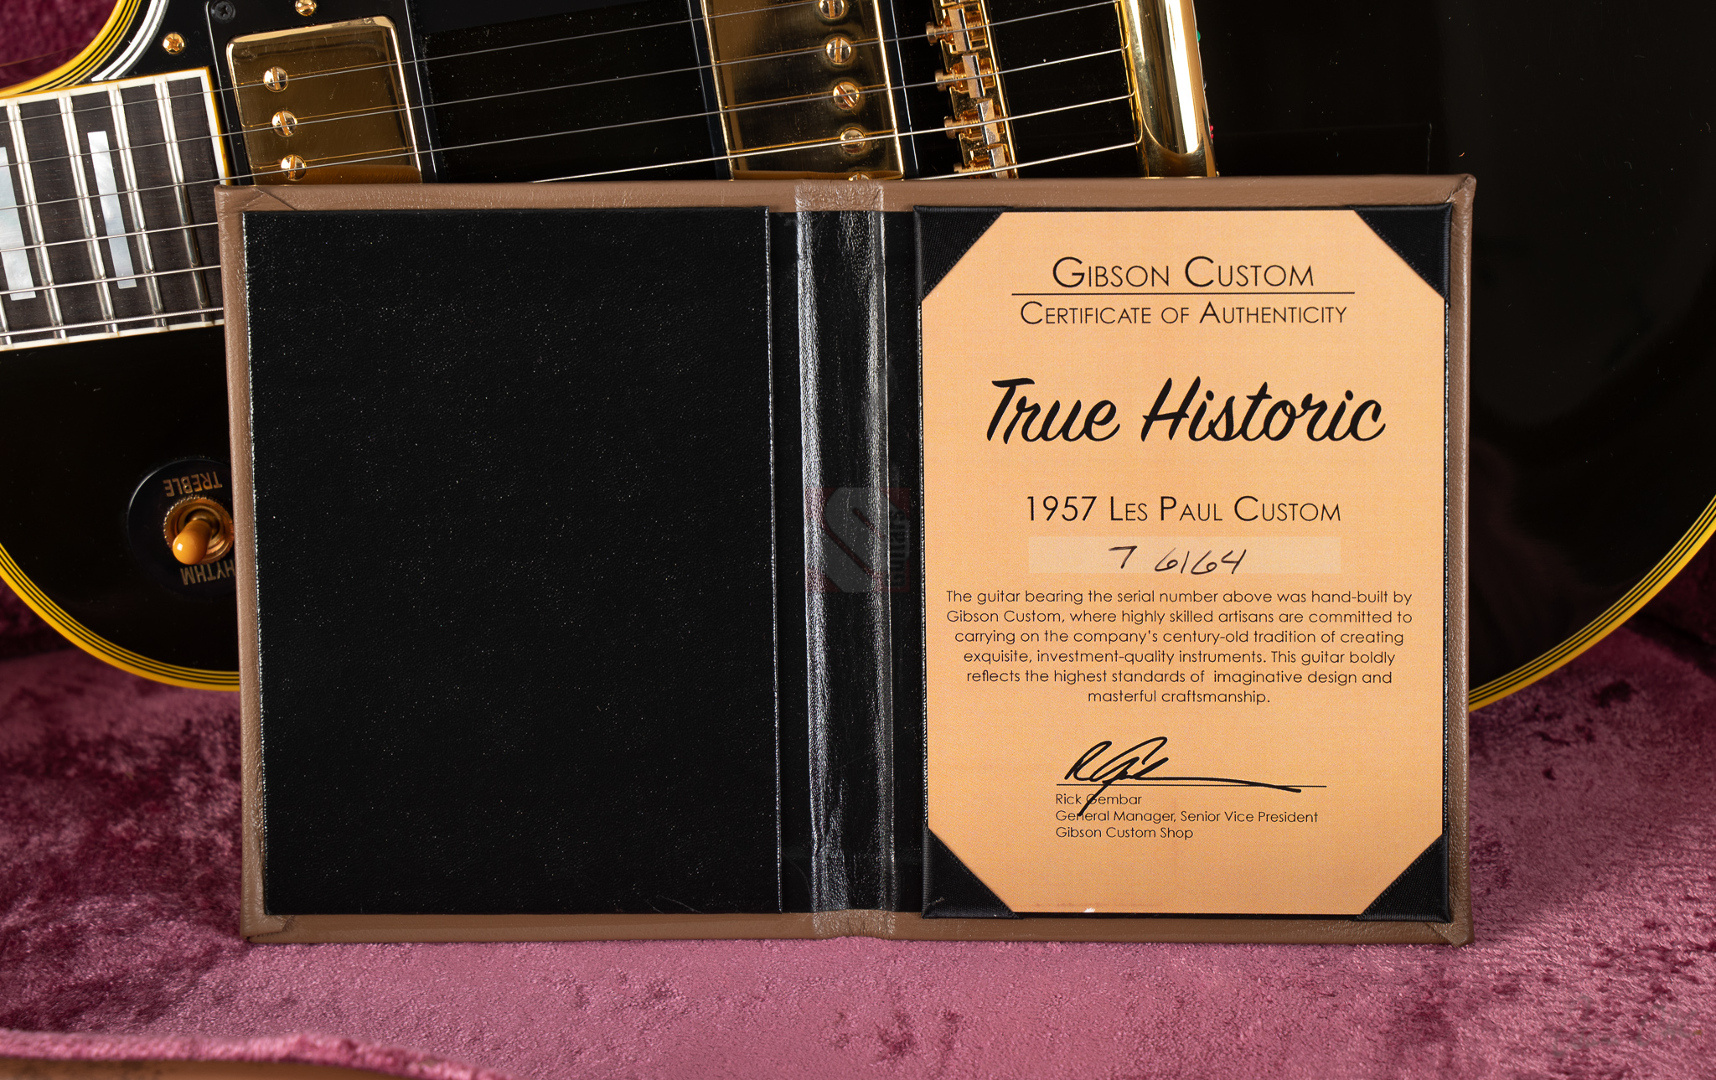 TREBLE
RHYTHM
GIBSON CUSTOM
CERTIFICATE OF AUTHENTICITY
True Historic
1957 LES PAUL CUSTOM
7 6164
The guitar bearing the serial number above was hand-built by
Gibson Custom, where highly skilled artisans are committed to
carrying on the company's century-old tradition of creating
exquisite, investment-quality instruments. This guitar boldly
reflects the highest standards of imaginative design and
masterful craftsmanship.
Rick Gembar
General Manager, Senior Vice President
Gibson Custom Shop